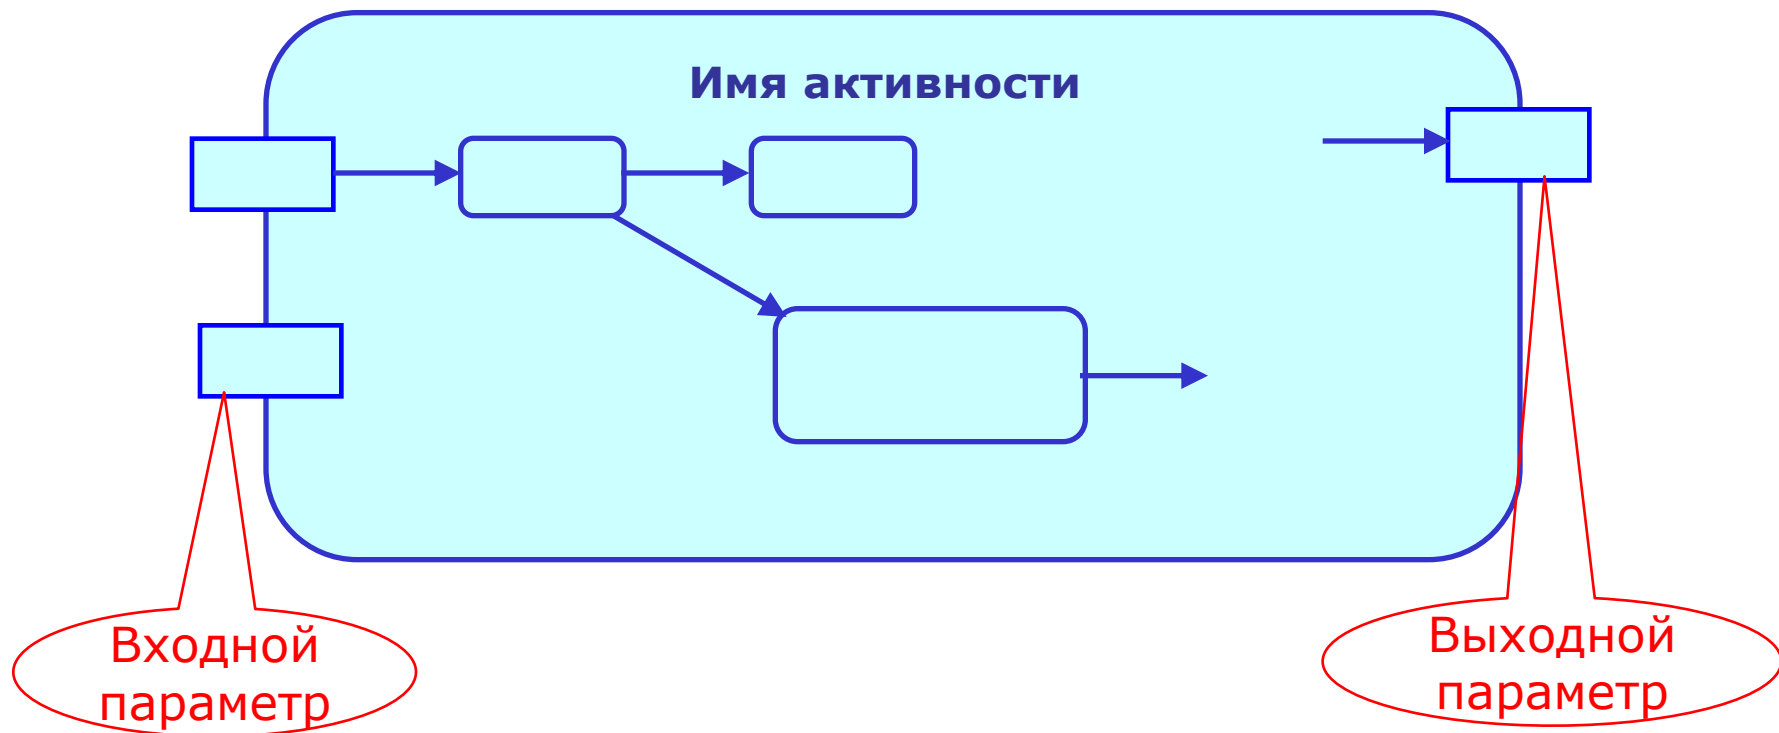 Имя активности
Входной
параметр
Выходной
параметр